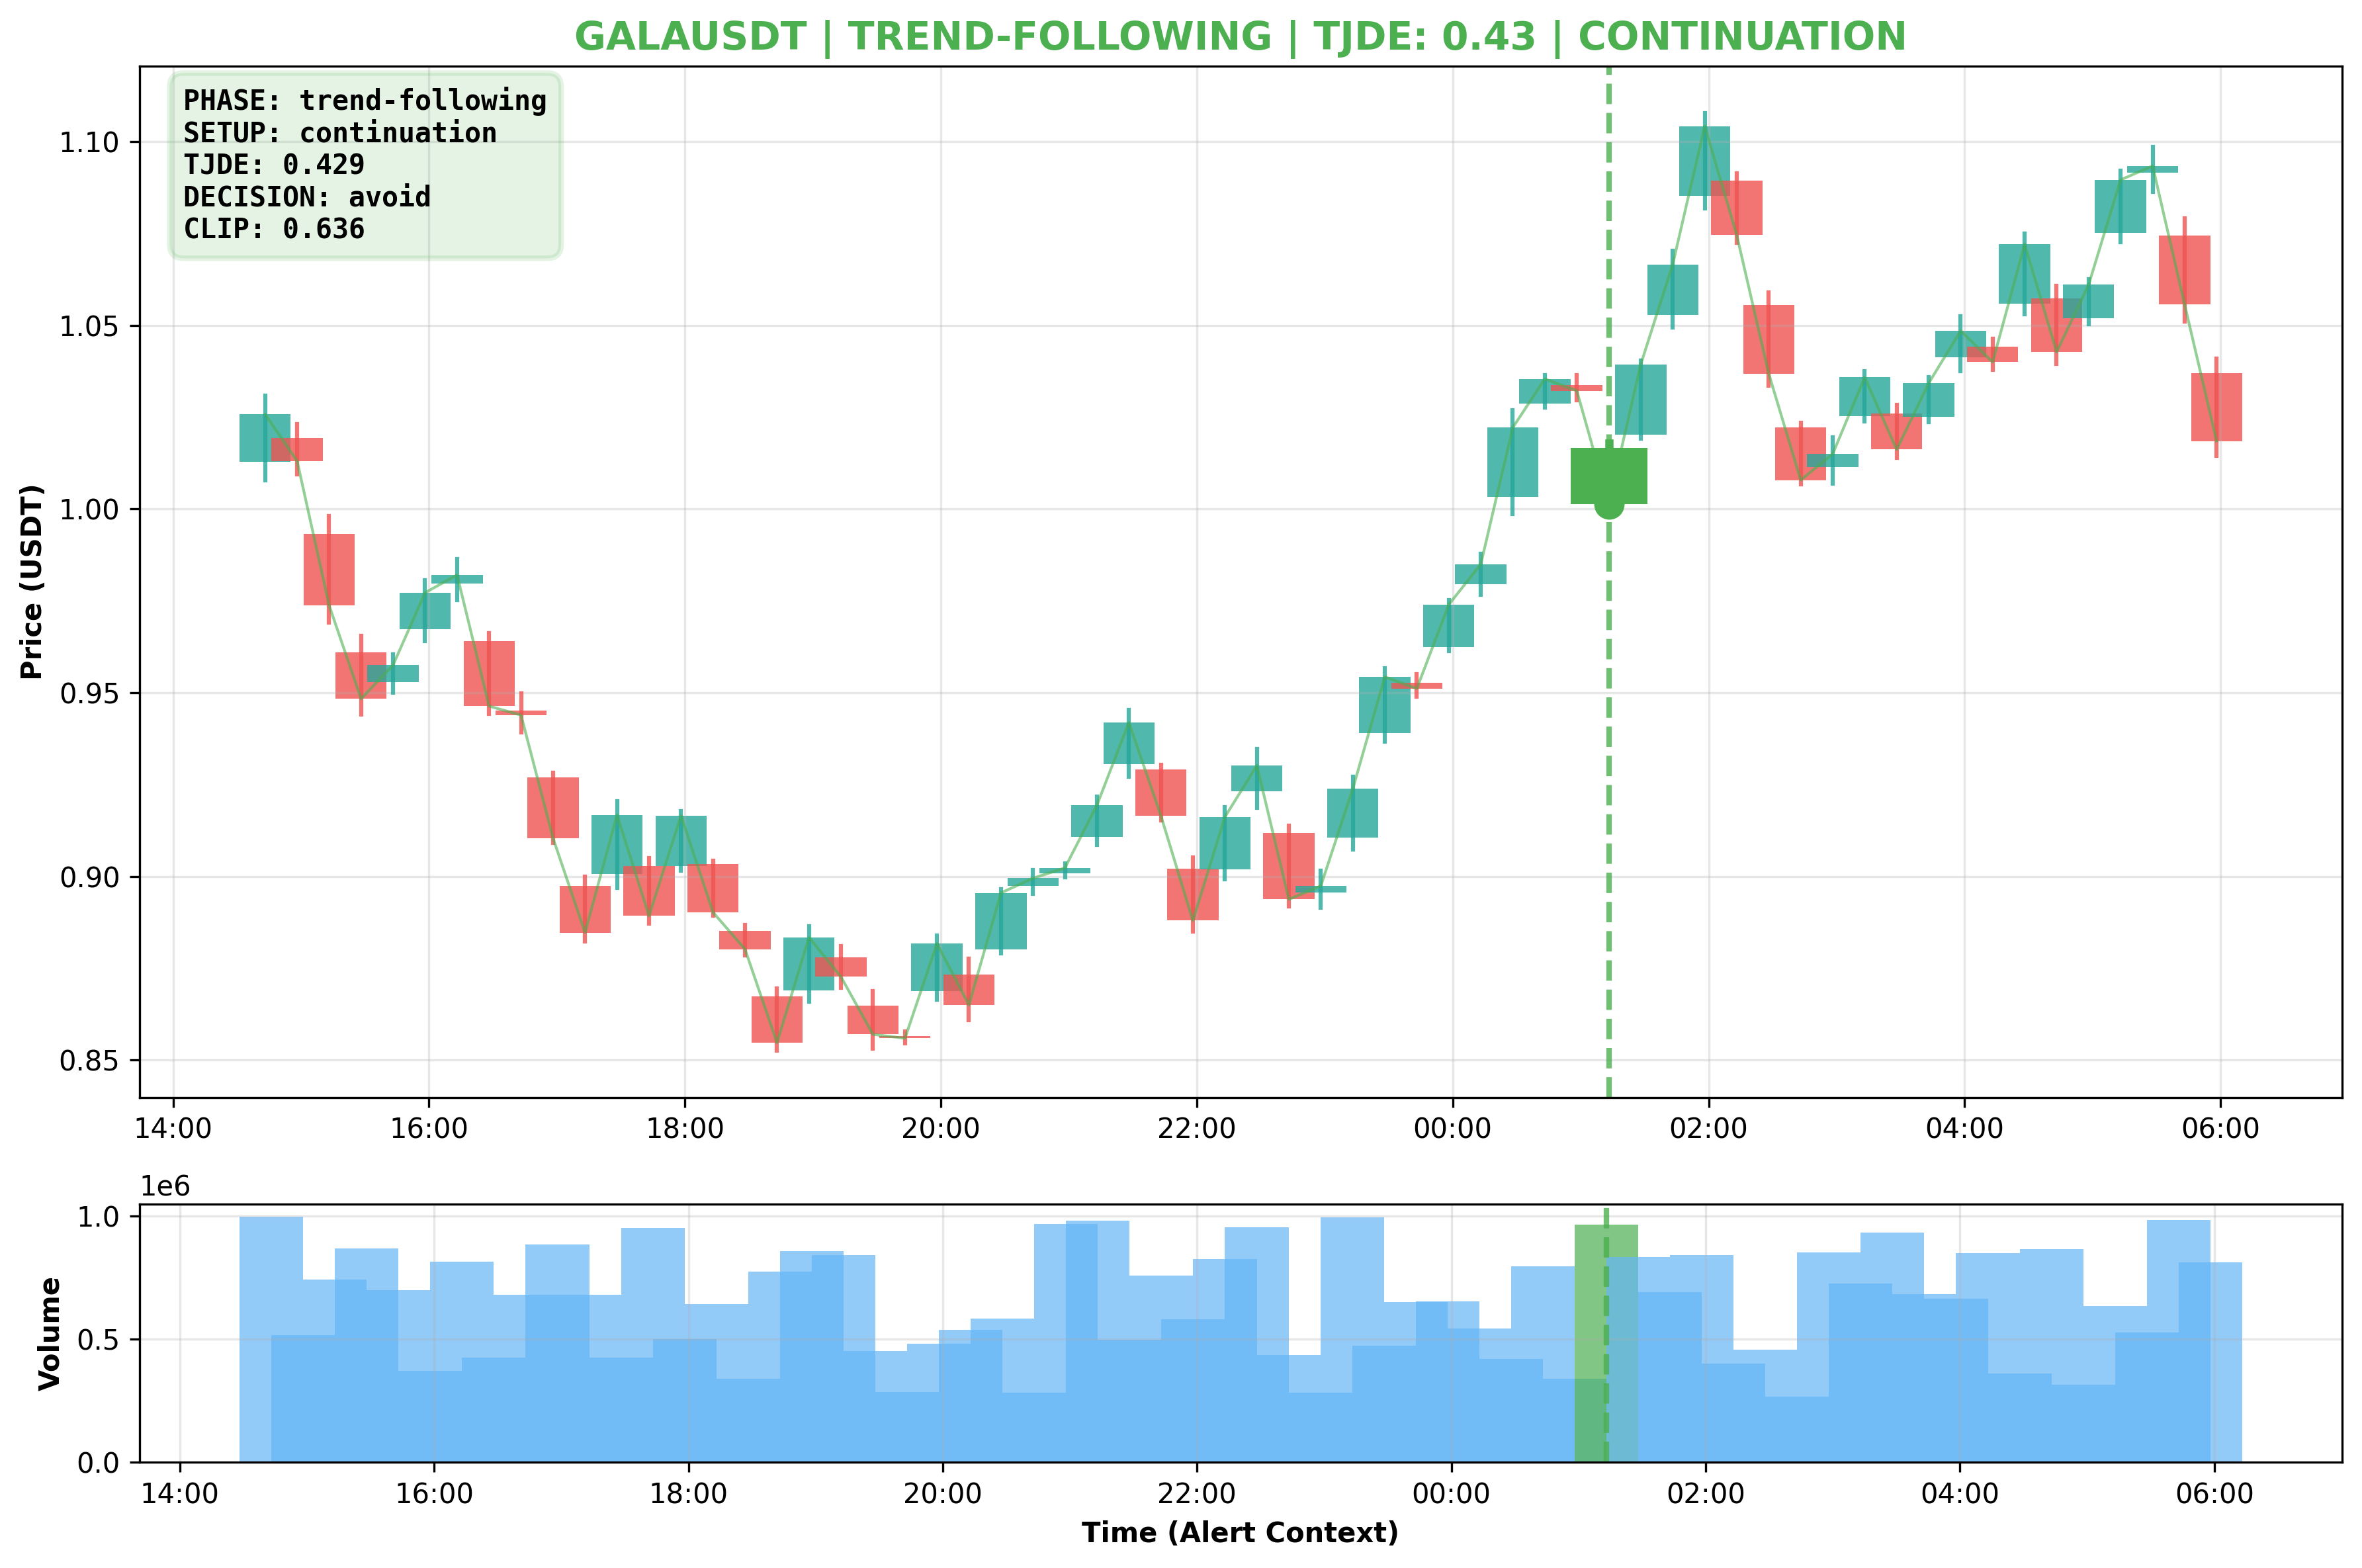 GALAUSDT | TREND-FOLLOWING | TJDE: 0.43 | CONTINUATION
PHASE: trend-following
SETUP: continuation
TJDE: 0.429
DECISION: avoid
CLIP: 0.636
Price (USDT)
1.10
1.05
1.00
0.95
0.90
0.85
14:00 16:00 18:00 20:00 22:00 00:00 02:00 04:00 06:00
1e6
Volume
1.0
0.5
0.0
14:00 16:00 18:00 20:00 22:00 00:00 02:00 04:00 06:00
Time (Alert Context)